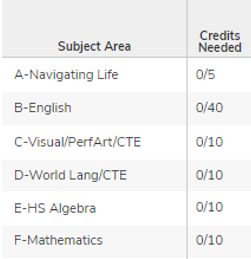 Subject Area Credits Needed
A-Navigating Life 0/5
B-English 0/40
C-Visual/PerfArt/CTE 0/10
D-World Lang/CTE 0/10
E-HS Algebra 0/10
F-Mathematics 0/10